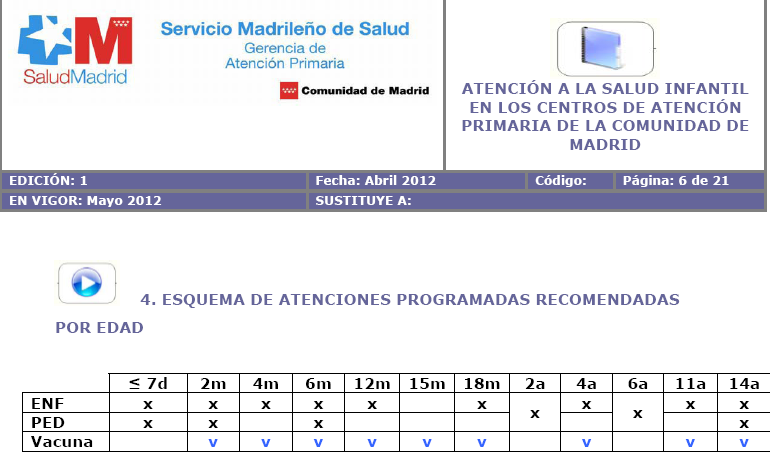 Servicio Madrileño de Salud
Gerencia de
Atención Primaria
SaludMadrid
Comunidad de Madrid
ATENCIÓN A LA SALUD INFANTIL
EN LOS CENTROS DE ATENCIÓN
PRIMARIA DE LA COMUNIDAD DE
MADRID
EDICIÓN: 1 Fecha: Abril 2012 Código: Página: 6 de 21
EN VIGOR: Mayo 2012 SUSTITUYE A:
4. ESQUEMA DE ATENCIONES PROGRAMADAS RECOMENDADAS
POR EDAD
≤ 7d 2m 4m 6m 12m 15m 18m 2a 4a 6a 11a 14a
ENF x x x x x x x x x x x
PED x x x x
Vacuna v v v v v v v v v